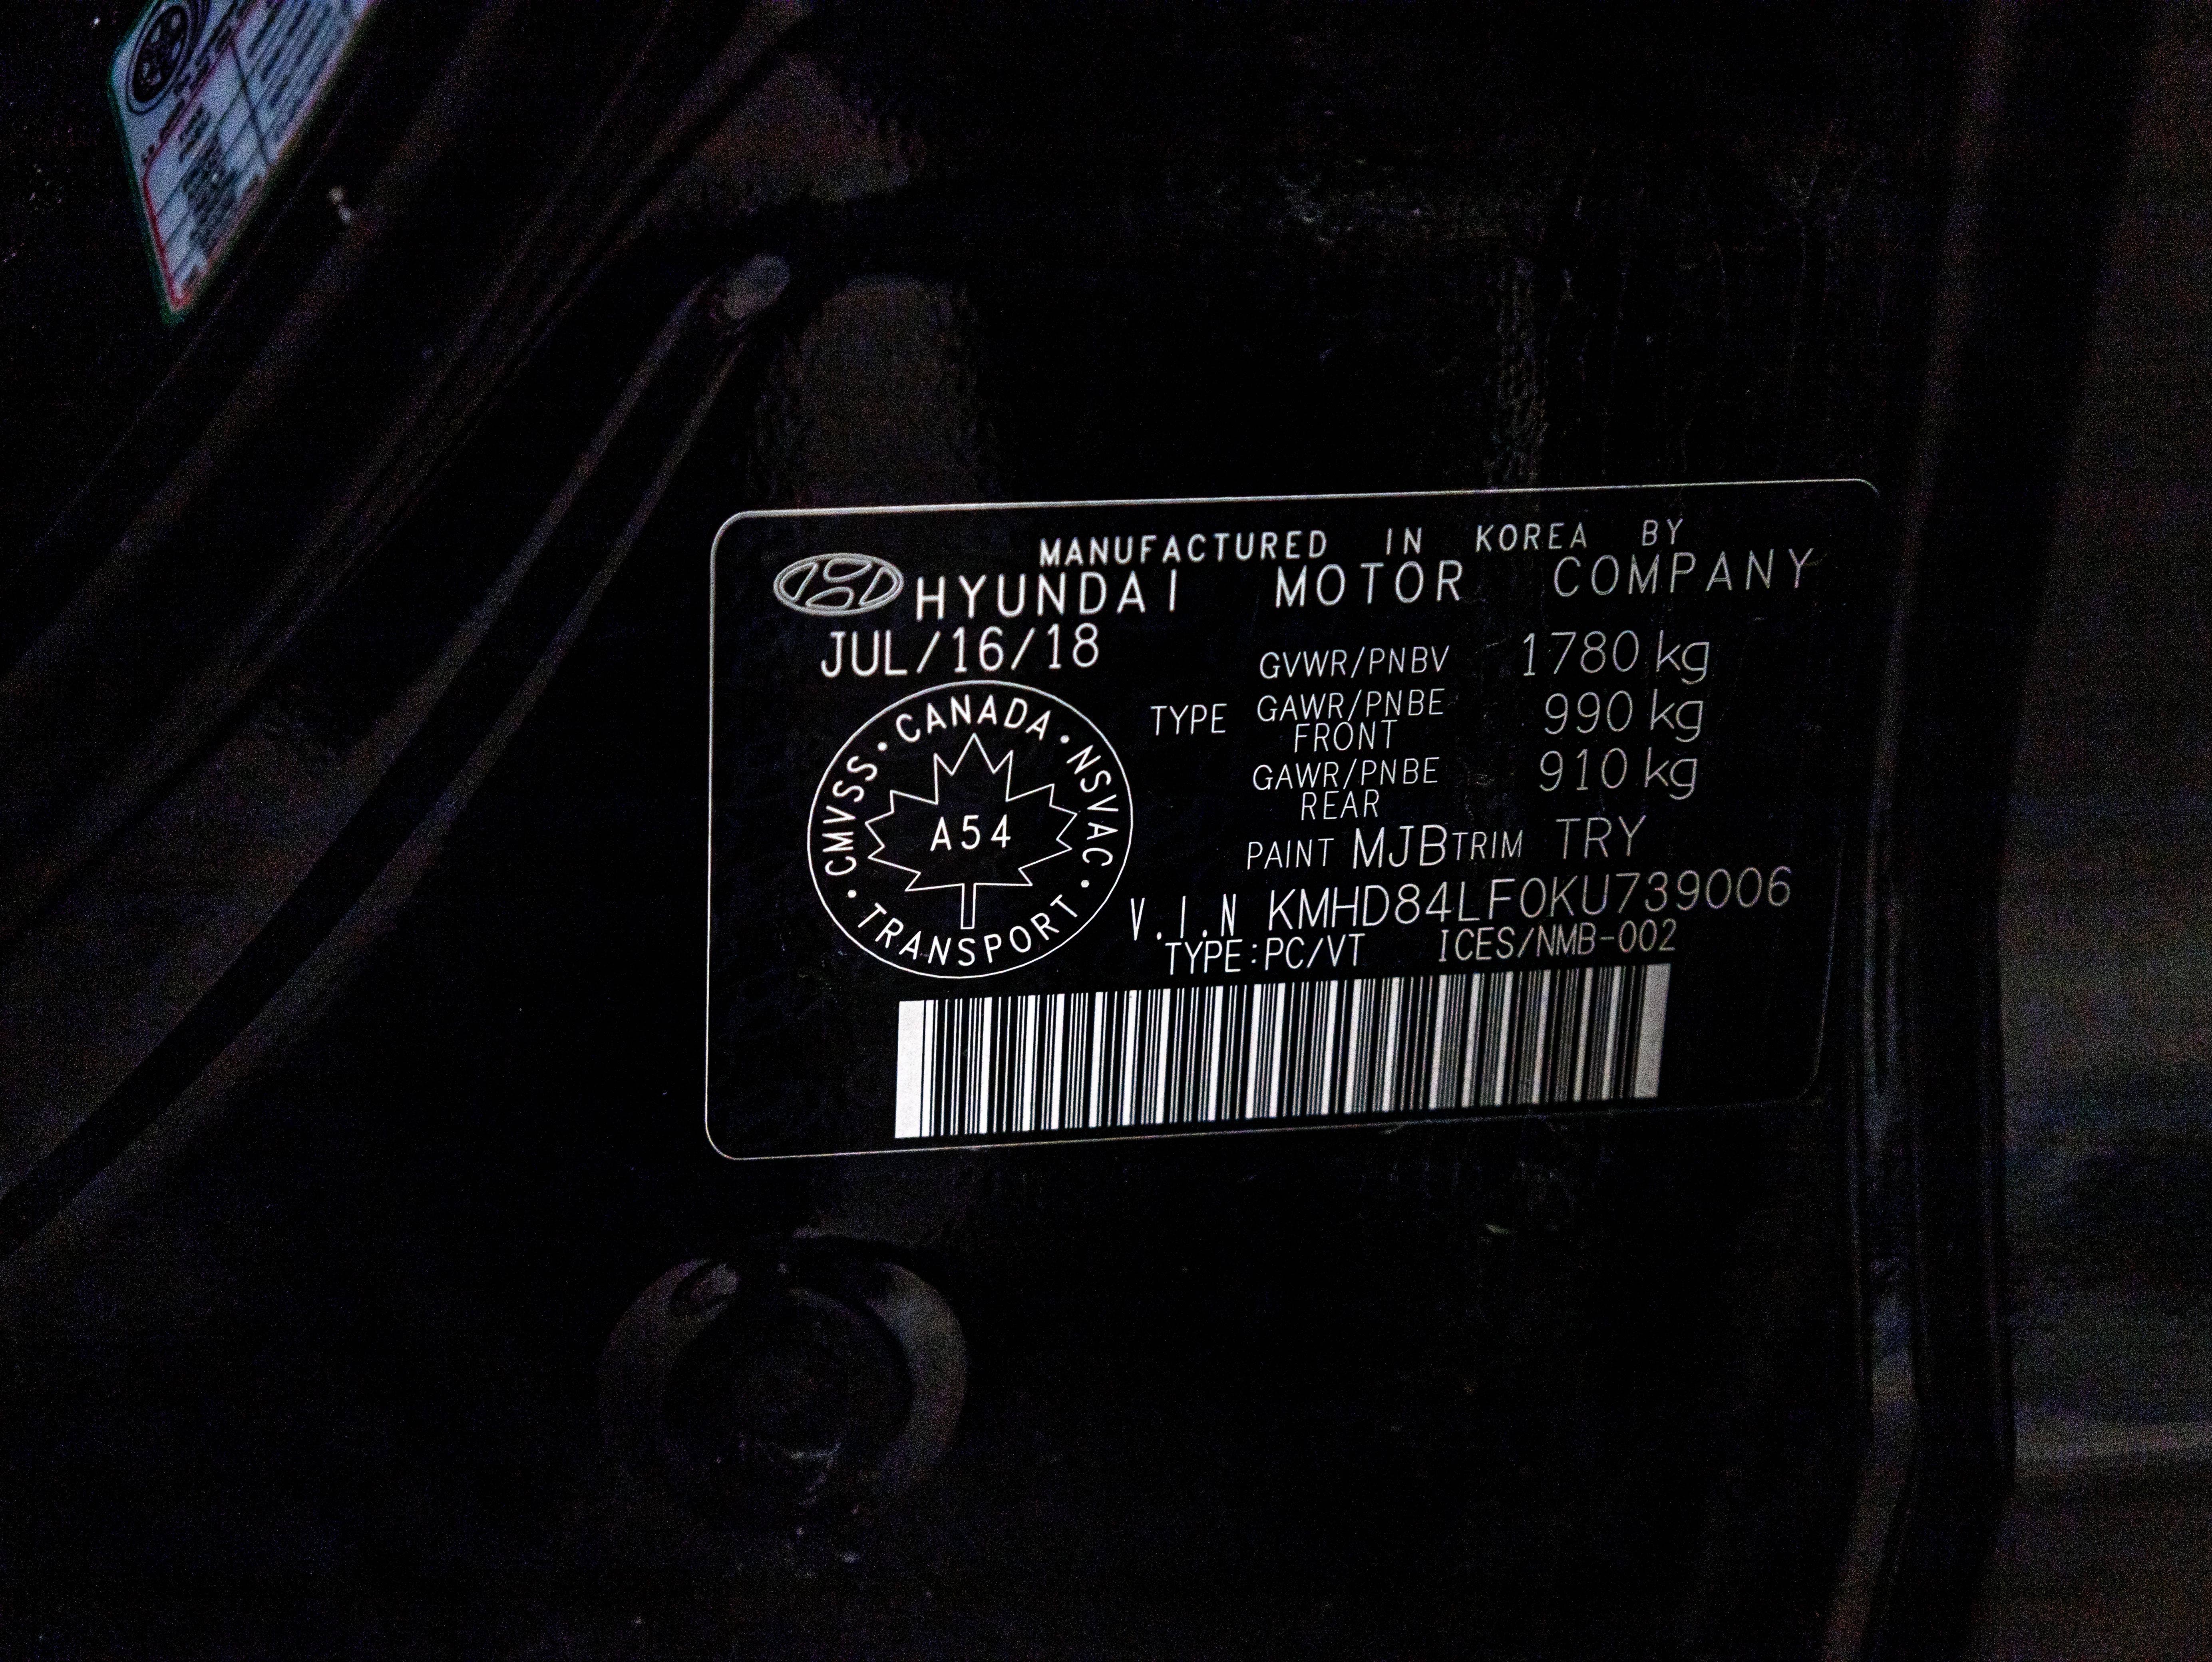 MANUFACTURED IN KOREA BY
HYUNDAI MOTOR COMPANY
JUL/16/18
GVWR/PNBV 1780 kg
TYPE GAWR/PNBE FRONT 990 kg
GAWR/PNBE REAR 910 kg
PAINT MJB TRIM TRY
V.I.N KMHD84LF0KU739006
TYPE:PC/VT ICES/NMB-002
CANADA • NSVAC • TRANSPORT • CMVSS •
A54